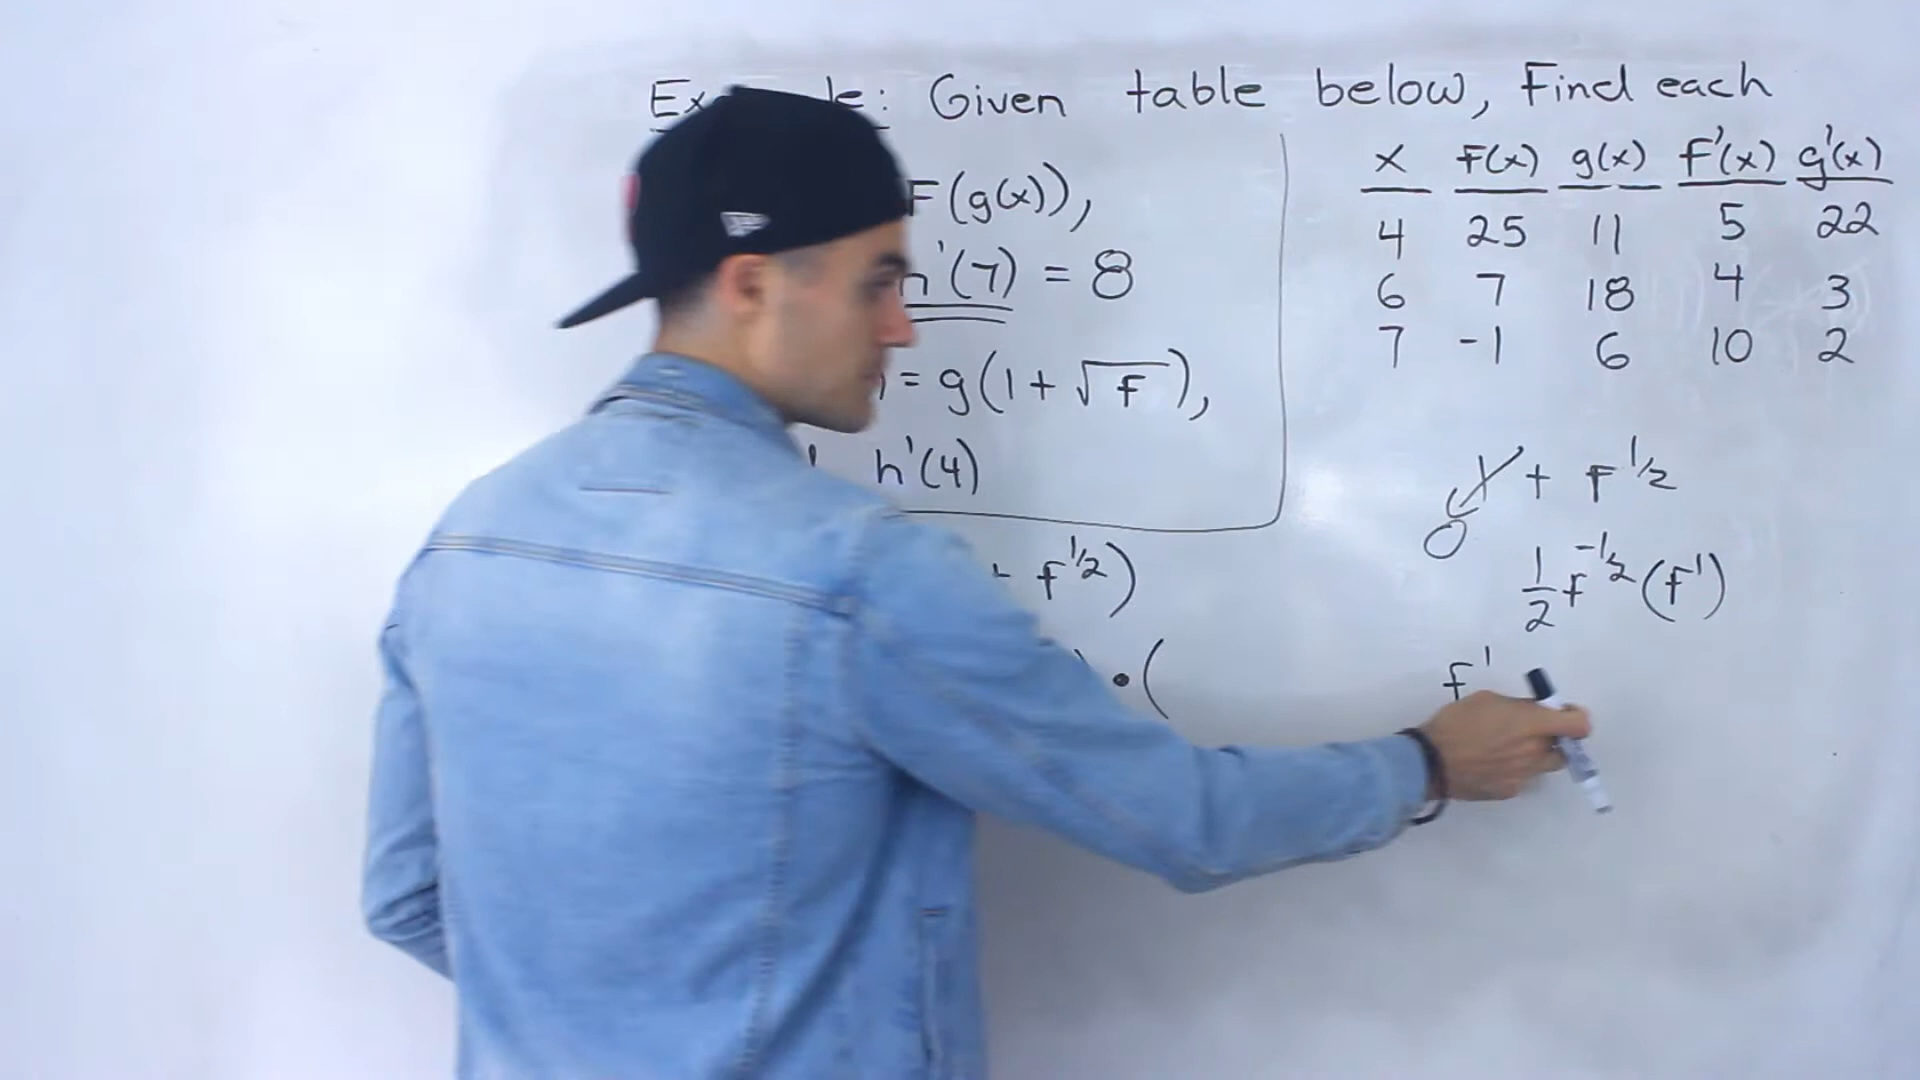 : Given table below, Find each
F(g(x)),
h'(7) = 8
= g(1 + √f),
h'(4)
+ f^1/2)
) • (
x F(x) g(x) f'(x) g'(x)
4 25 11 5 22
6 7 18 4 3
7 -1 6 10 2
1 + F^1/2
0
1/2 f^-1/2 (f')
f'